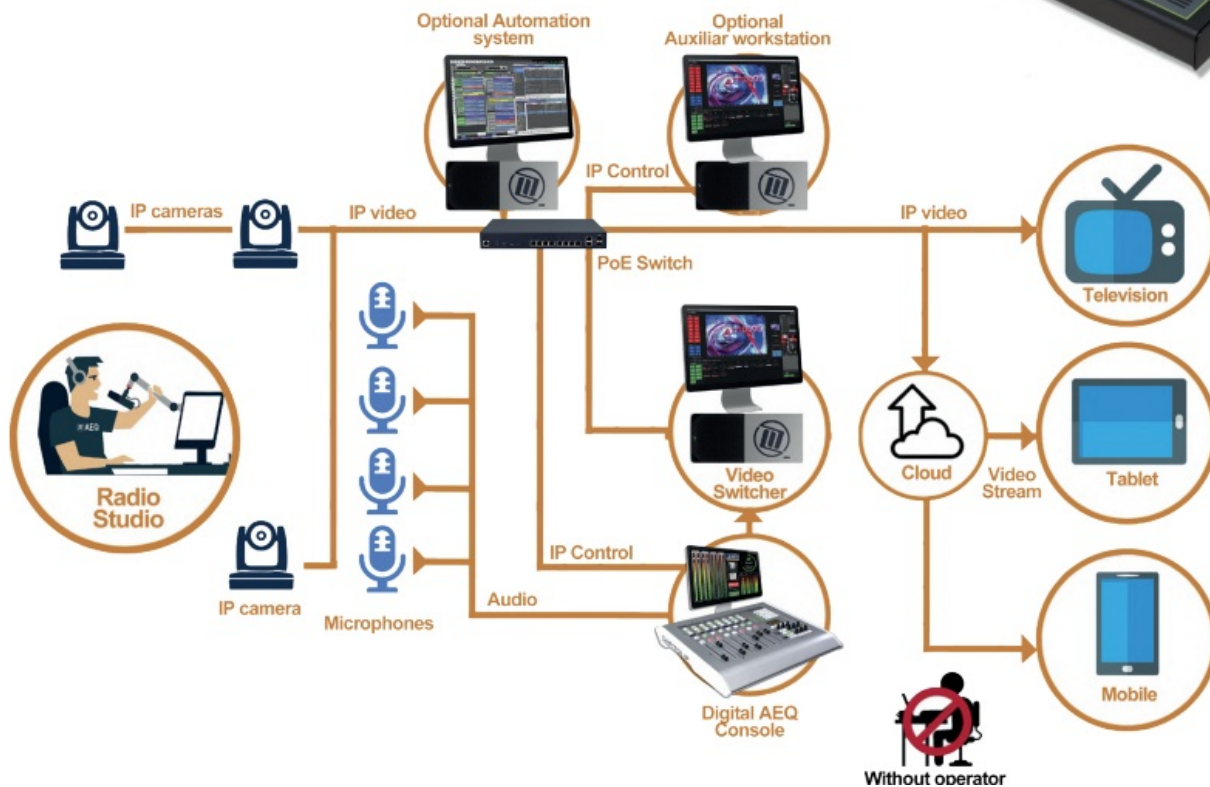 Optional Automation
system
Optional
Auxiliar workstation
IP Control
IP cameras
IP video
IP video
PoE Switch
Television
AEQ
Radio
Studio
Cloud
Video
Stream
Tablet
Video
Switcher
IP camera
Microphones
IP Control
Audio
Digital AEQ
Console
Mobile
Without operator